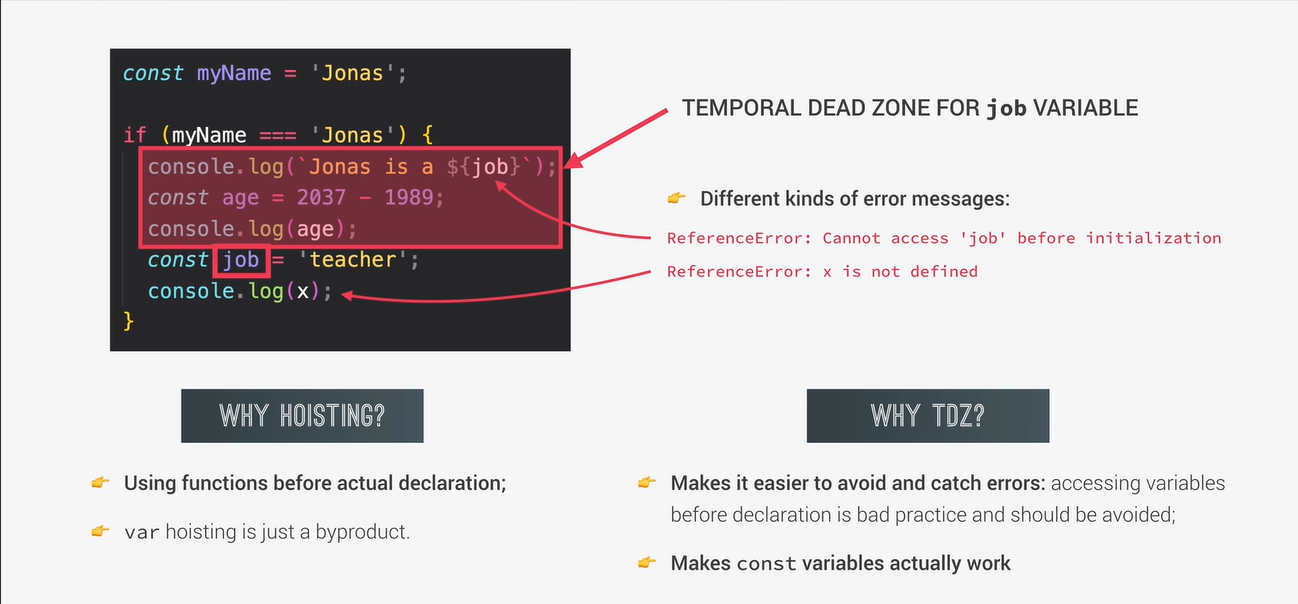 const myName = 'Jonas';
if (myName === 'Jonas') {
console.log(`Jonas is a ${job}`);
const age = 2037 - 1989;
console.log(age);
const job = 'teacher';
console.log(x);
}
TEMPORAL DEAD ZONE FOR job VARIABLE
👉 Different kinds of error messages:
ReferenceError: Cannot access 'job' before initialization
ReferenceError: x is not defined
WHY HOISTING?
👉 Using functions before actual declaration;
👉 var hoisting is just a byproduct.
WHY TDZ?
👉 Makes it easier to avoid and catch errors: accessing variables
before declaration is bad practice and should be avoided;
👉 Makes const variables actually work